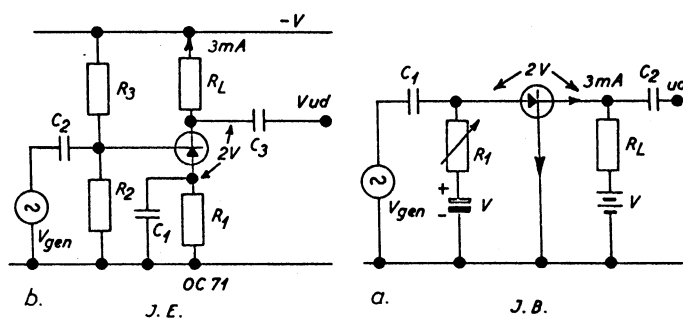 -V
3mA
R3
RL
Vud
C2
C3
2V
R2
C1
R1
Vgen
OC 71
b.
J. E.
2V
3mA
C1
C2
ud
R1
RL
+
-
V
V
Vgen
a.
J. B.